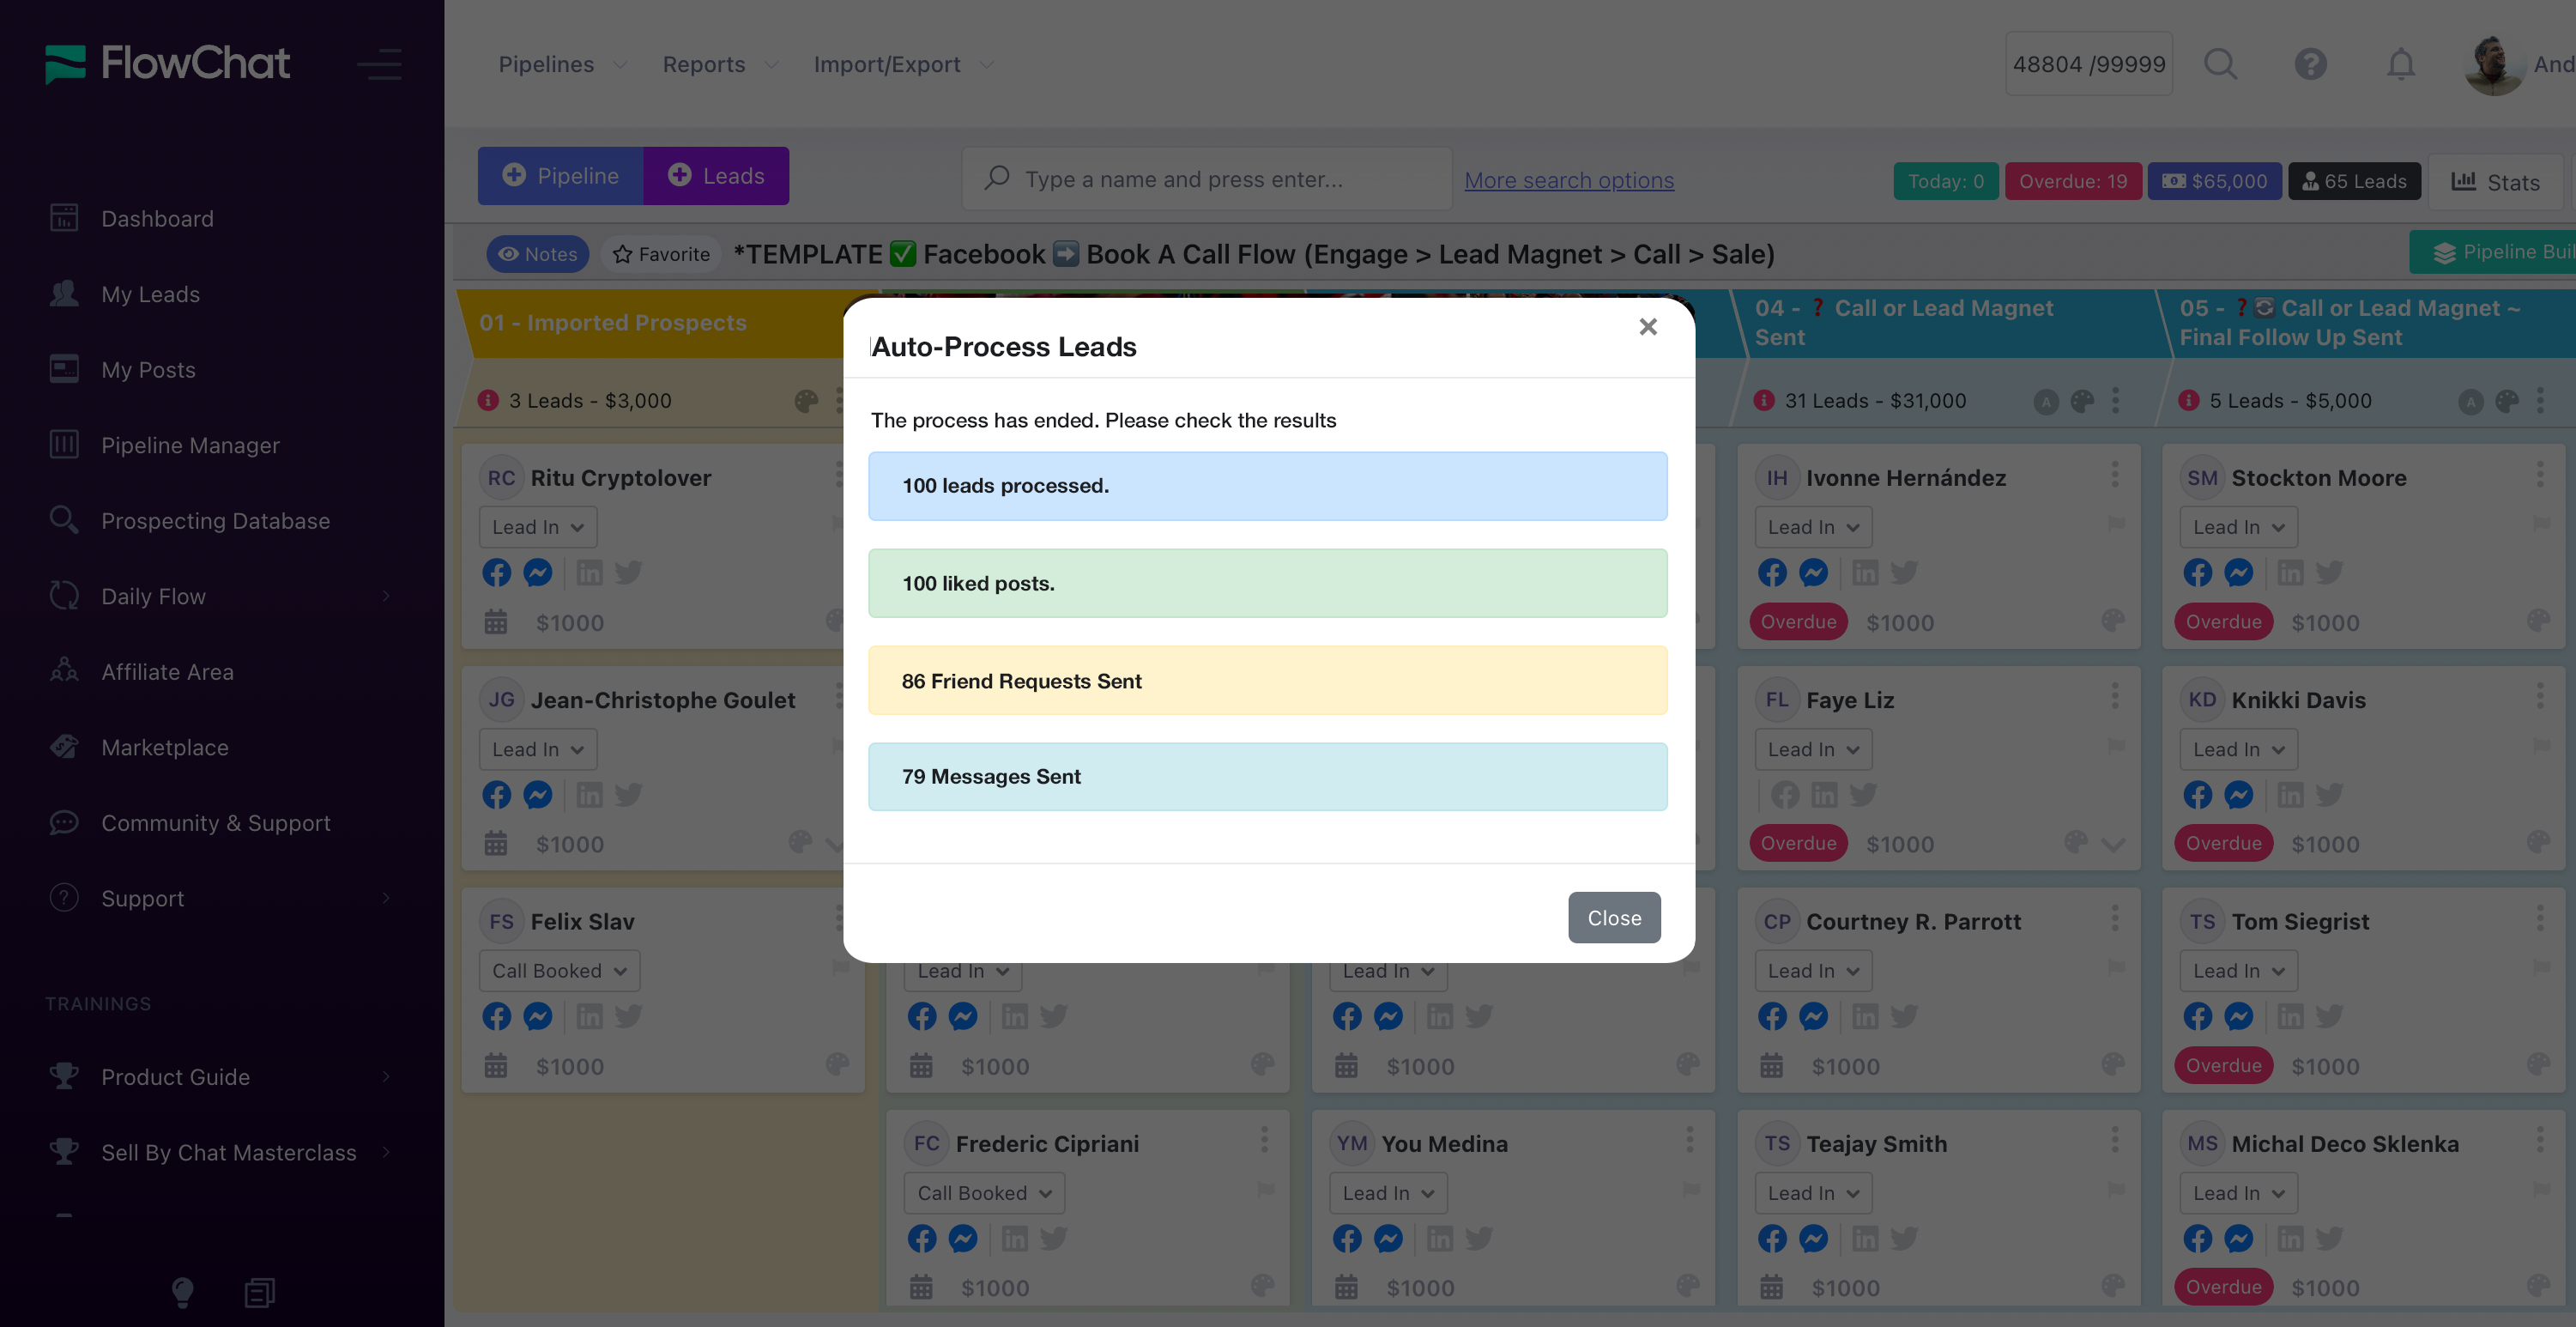 FlowChat
Pipelines Reports Import/Export
48804 /99999
And
Dashboard
My Leads
My Posts
Pipeline Manager
Prospecting Database
Daily Flow
Affiliate Area
Marketplace
Community & Support
Support
TRAININGS
Product Guide
Sell By Chat Masterclass
Pipeline
Leads
Type a name and press enter...
More search options
Today: 0
Overdue: 19
$65,000
65 Leads
Stats
Notes
Favorite
*TEMPLATE ✅ Facebook ➡️ Book A Call Flow (Engage > Lead Magnet > Call > Sale)
Pipeline Buil
01 - Imported Prospects
3 Leads - $3,000
RC Ritu Cryptolover
Lead In
$1000
JG Jean-Christophe Goulet
Lead In
$1000
FS Felix Slav
Call Booked
$1000
Auto-Process Leads
×
The process has ended. Please check the results
100 leads processed.
100 liked posts.
86 Friend Requests Sent
79 Messages Sent
Close
Lead In
$1000
FC Frederic Cipriani
Call Booked
$1000
Lead In
$1000
YM You Medina
Lead In
$1000
04 - ❓ Call or Lead Magnet
Sent
31 Leads - $31,000
A
IH Ivonne Hernández
Lead In
Overdue $1000
FL Faye Liz
Lead In
Overdue $1000
CP Courtney R. Parrott
Lead In
$1000
TS Teajay Smith
Lead In
$1000
05 - ❓🔄 Call or Lead Magnet ~
Final Follow Up Sent
5 Leads - $5,000
A
SM Stockton Moore
Lead In
Overdue $1000
KD Knikki Davis
Lead In
Overdue $1000
TS Tom Siegrist
Lead In
Overdue $1000
MS Michal Deco Sklenka
Lead In
Overdue $1000